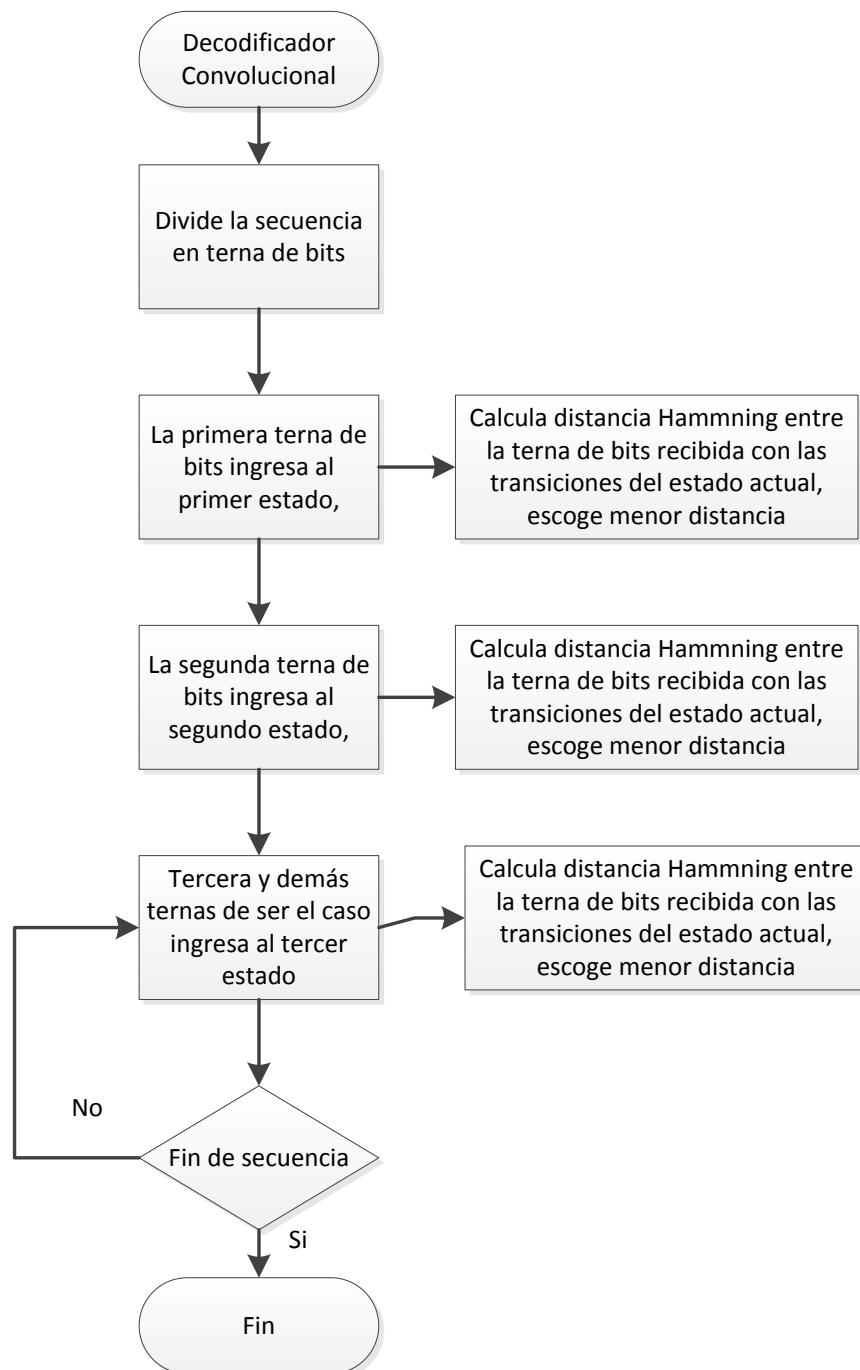 Decodificador
Convolucional
Divide la secuencia
en terna de bits
La primera terna de
bits ingresa al
primer estado,
Calcula distancia Hammning entre
la terna de bits recibida con las
transiciones del estado actual,
escoge menor distancia
La segunda terna de
bits ingresa al
segundo estado,
Calcula distancia Hammning entre
la terna de bits recibida con las
transiciones del estado actual,
escoge menor distancia
Tercera y demás
ternas de ser el caso
ingresa al tercer
estado
Calcula distancia Hammning entre
la terna de bits recibida con las
transiciones del estado actual,
escoge menor distancia
No
Fin de secuencia
Si
Fin